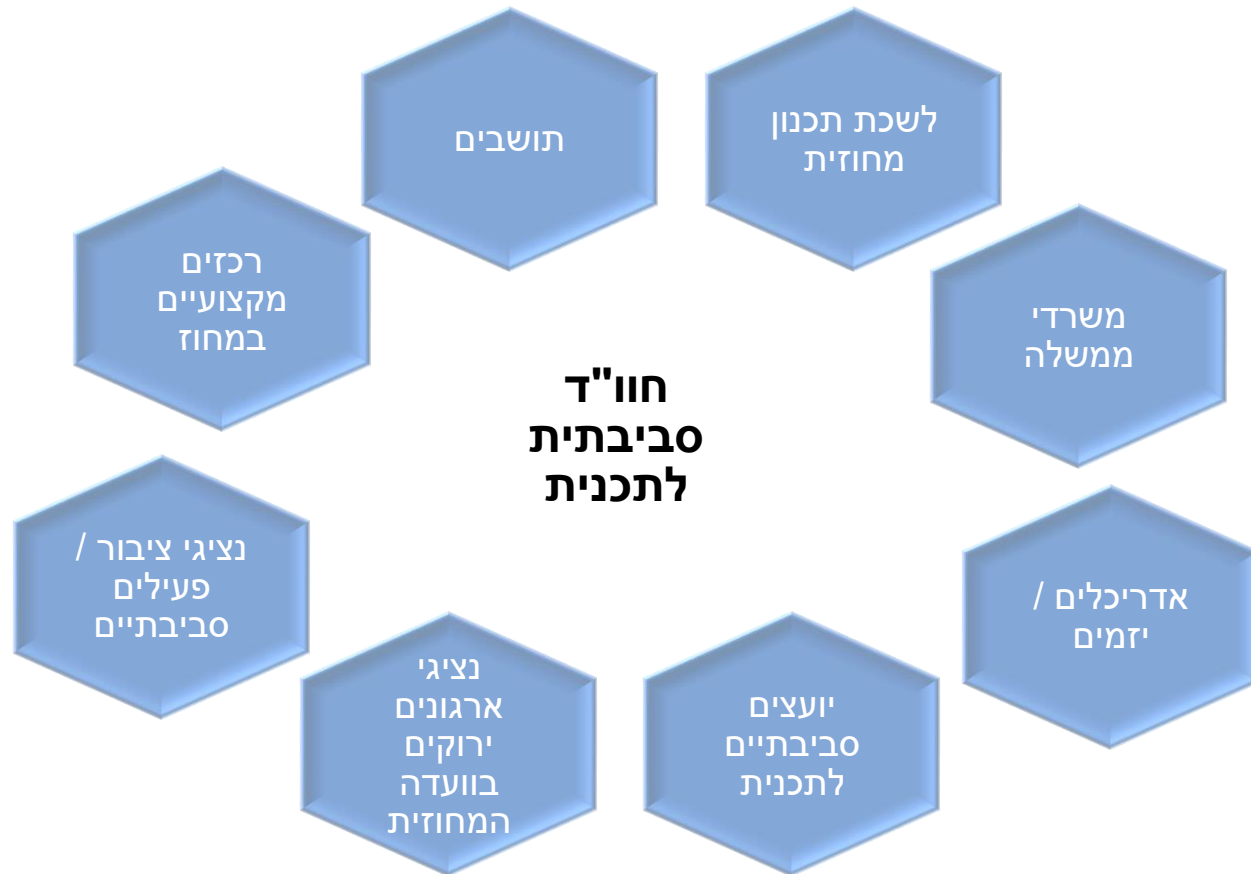 לשכת תכנון
מחוזית
תושבים
משרדי
ממשלה
רכזים
מקצועיים
במחוז
חוו"ד
סביבתית
לתכנית
אדריכלים /
יזמים
נציגי ציבור /
פעילים
סביבתיים
יועצים
סביבתיים
לתכנית
נציגי
ארגונים
ירוקים
בוועדה
המחוזית